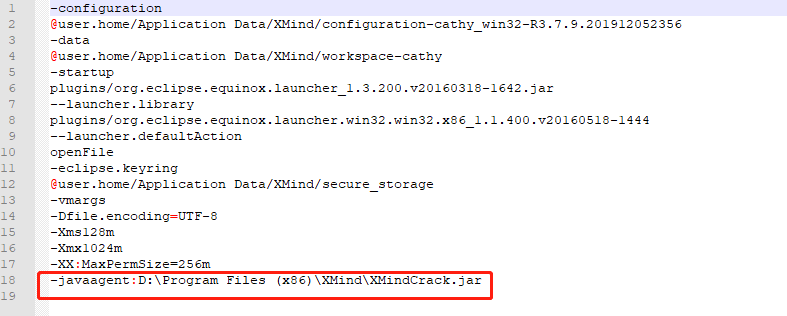 1 -configuration
2 @user.home/Application Data/XMind/configuration-cathy_win32-R3.7.9.201912052356
3 -data
4 @user.home/Application Data/XMind/workspace-cathy
5 -startup
6 plugins/org.eclipse.equinox.launcher_1.3.200.v20160318-1642.jar
7 --launcher.library
8 plugins/org.eclipse.equinox.launcher.win32.win32.x86_1.1.400.v20160518-1444
9 --launcher.defaultAction
10 openFile
11 -eclipse.keyring
12 @user.home/Application Data/XMind/secure_storage
13 -vmargs
14 -Dfile.encoding=UTF-8
15 -Xms128m
16 -Xmx1024m
17 -XX:MaxPermSize=256m
18 -javaagent:D:\Program Files (x86)\XMind\XMindCrack.jar
19